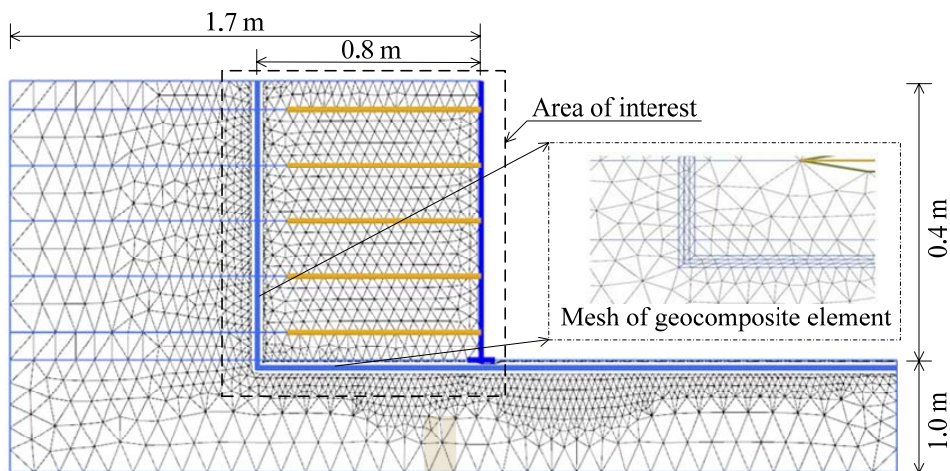 1.7 m
0.8 m
Area of interest
0.4 m
Mesh of geocomposite element
1.0 m